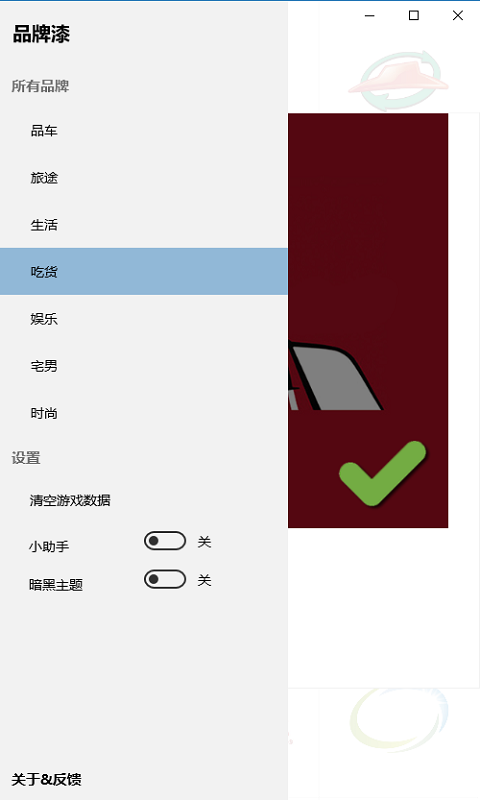 品牌漆
所有品牌
品车
旅途
生活
吃货
娱乐
宅男
时尚
设置
清空游戏数据
小助手 关
暗黑主题 关
关于&反馈